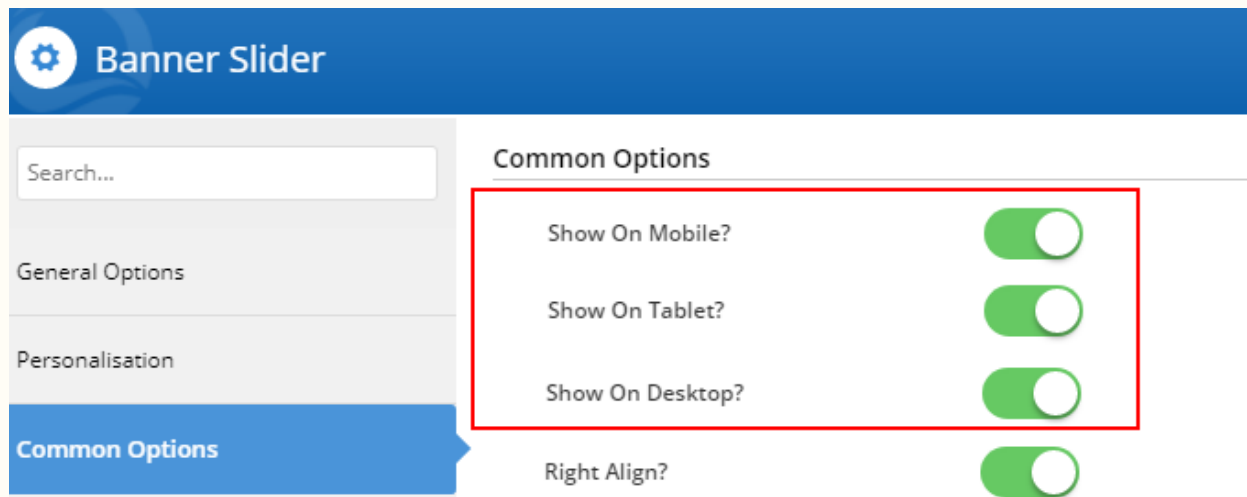 Banner Slider
Search...
General Options
Personalisation
Common Options
Common Options
Show On Mobile?
Show On Tablet?
Show On Desktop?
Right Align?